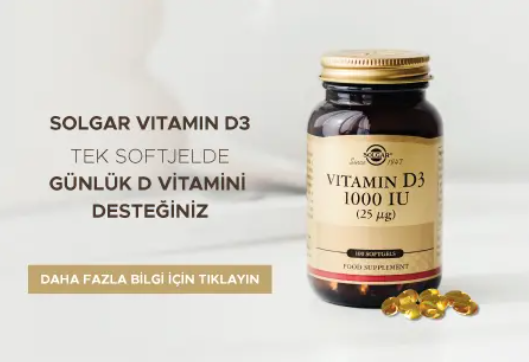 SOLGAR VITAMIN D3
TEK SOFTJELDE
GÜNLÜK D VİTAMİNİ
DESTEĞİNİZ
DAHA FAZLA BİLGİ İÇİN TIKLAYIN
SOLGAR®
Since 1947
VITAMIN D3
1000 IU
(25 µg)
100 SOFTGELS
FOOD SUPPLEMENT